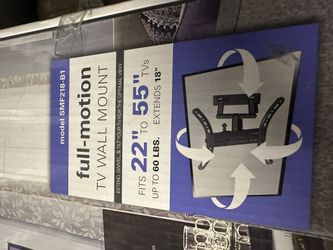 model SMF218-B1
full-motion
TV WALL MOUNT
EXTEND, SWIVEL & TILT YOUR TV FOR THE OPTIMAL VIEW
FITS 22" TO 55" TVs
UP TO 60 LBS. EXTENDS 18"